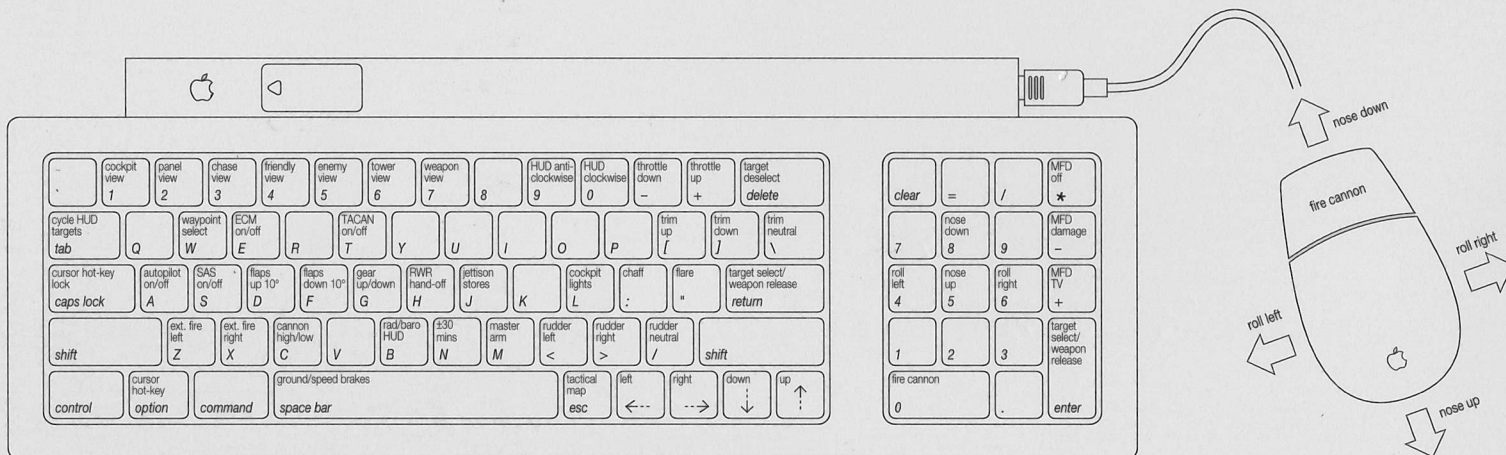 `
cockpit
view
1
panel
view
2
chase
view
3
friendly
view
4
enemy
view
5
tower
view
6
weapon
view
7
8
HUD anti-
clockwise
9
HUD
clockwise
0
throttle
down
–
throttle
up
+
target
deselect
delete
cycle HUD
targets
tab
Q
waypoint
select
W
ECM
on/off
E
R
TACAN
on/off
T
Y
U
I
O
P
trim
up
[
trim
down
]
trim
neutral
\
cursor hot-key
lock
caps lock
autopilot
on/off
A
SAS
on/off
S
flaps
up 10°
D
flaps
down 10°
F
gear
up/down
G
RWR
hand-off
H
jettison
stores
J
K
cockpit
lights
L
chaff
:
flare
"
target select/
weapon release
return
shift
ext. fire
left
Z
ext. fire
right
X
cannon
high/low
C
V
rad/baro
HUD
B
±30
mins
N
master
arm
M
rudder
left
<
rudder
right
>
rudder
neutral
/
shift
control
cursor
hot-key
option
command
ground/speed brakes
space bar
tactical
map
esc
left
right
down
up
clear
=
/
MFD
off
*
7
nose
down
8
9
MFD
damage
–
roll
left
4
nose
up
5
roll
right
6
MFD
TV
+
1
2
3
target
select/
weapon
release
enter
fire cannon
0
.
nose down
fire cannon
roll right
roll left
nose up